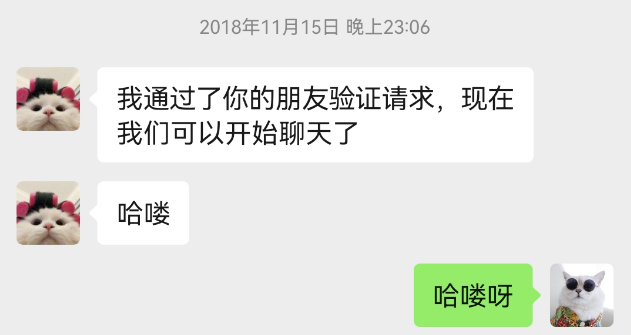 2018年11月15日 晚上23:06
我通过了你的朋友验证请求，现在
我们可以开始聊天了
哈喽
哈喽呀